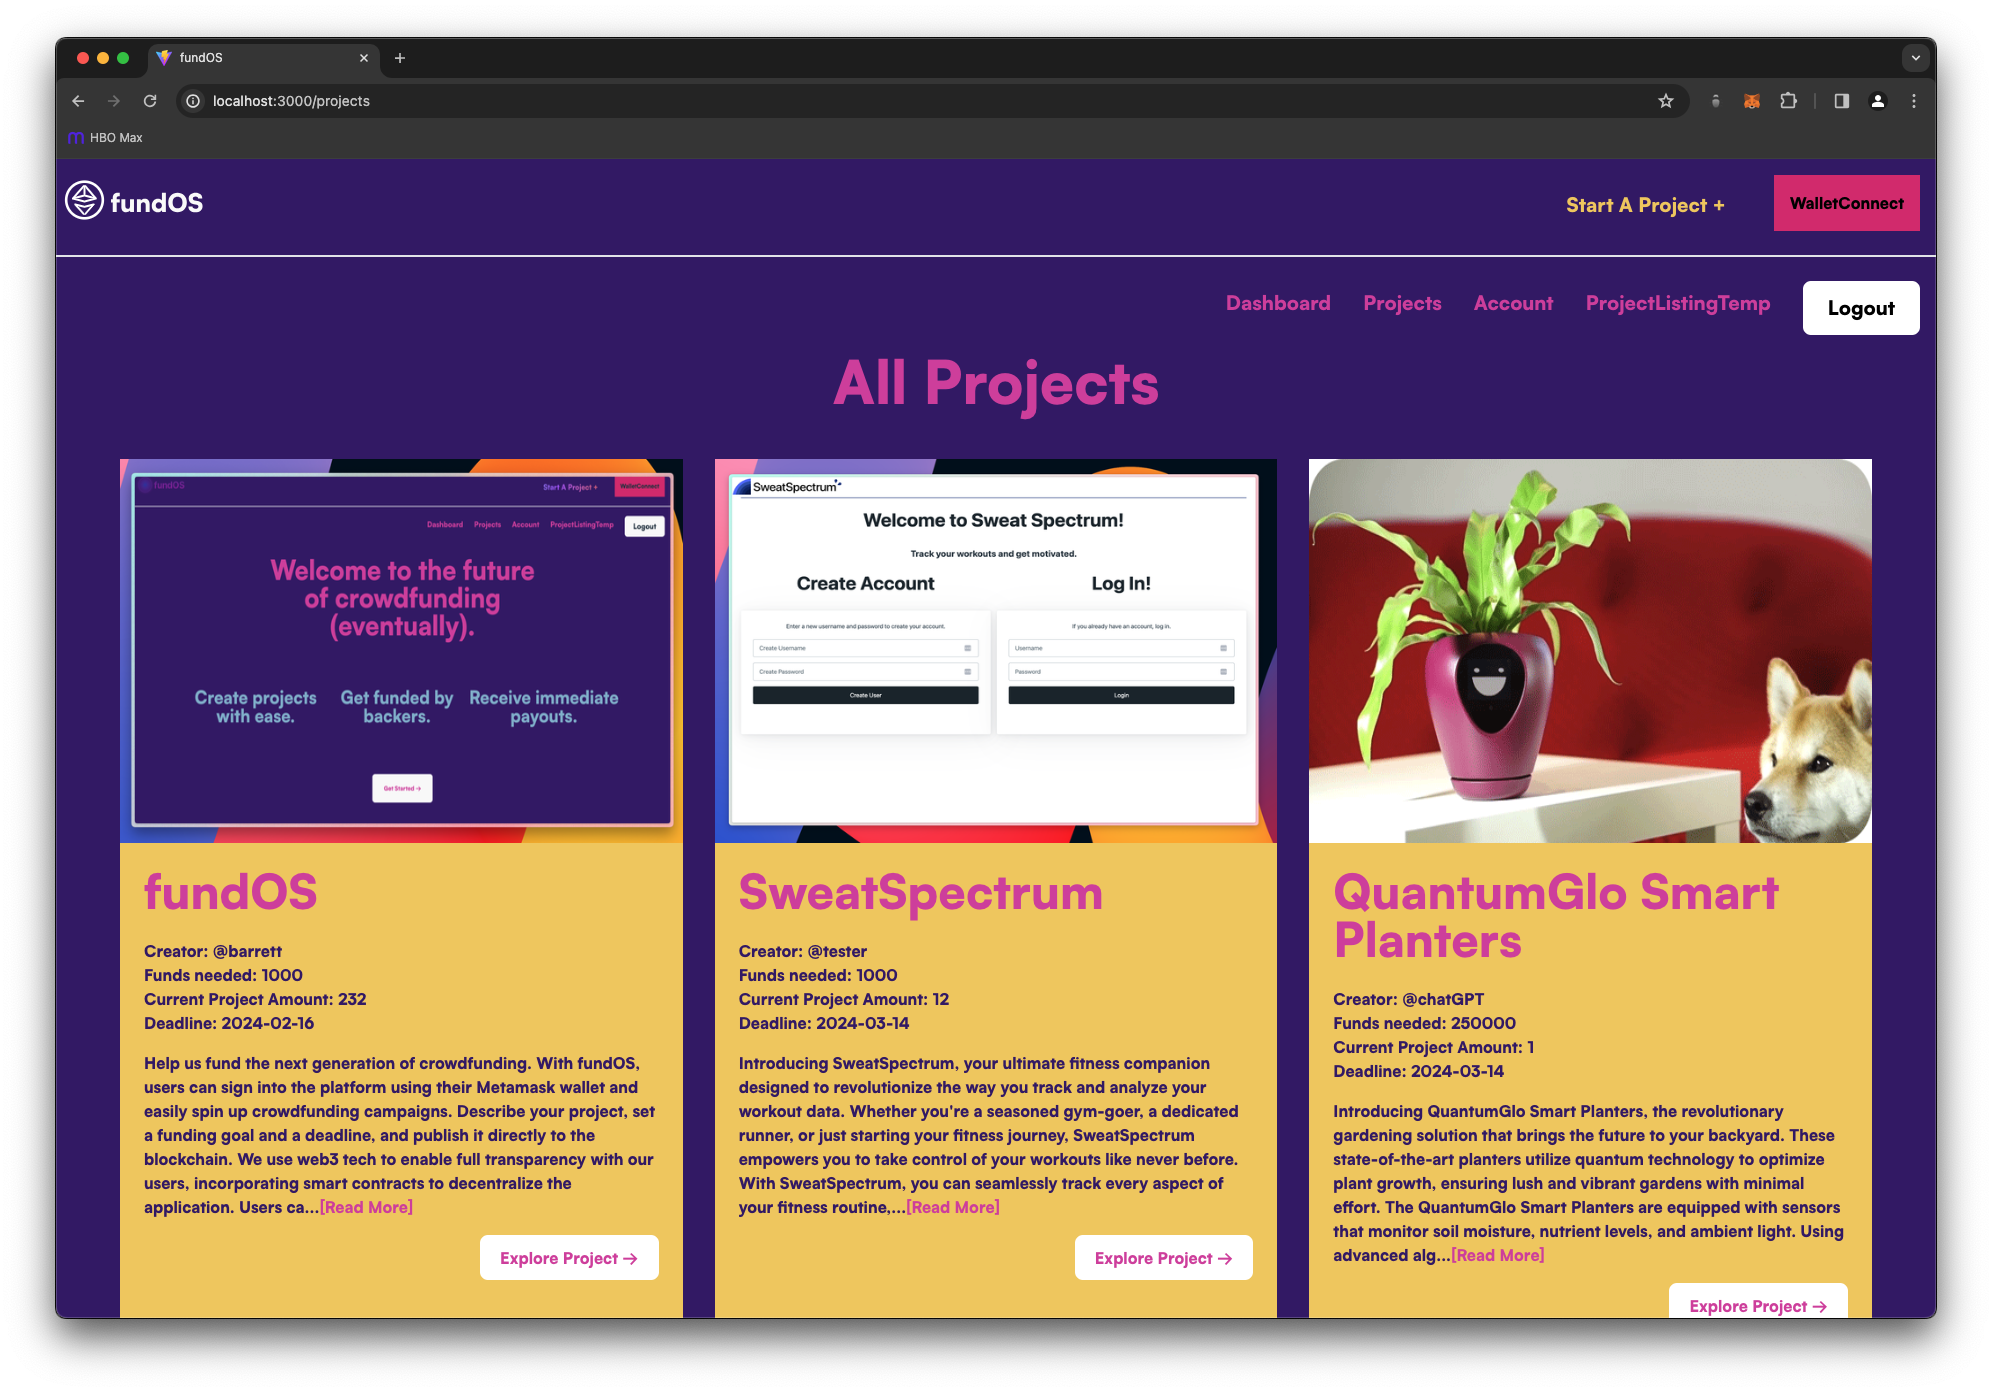 fundOS
localhost:3000/projects
HBO Max
fundOS
Start A Project +
WalletConnect
Dashboard
Projects
Account
ProjectListingTemp
Logout
All Projects
fundOS
Start A Project +
WalletConnect
Dashboard
Projects
Account
ProjectListingTemp
Logout
Welcome to the future
of crowdfunding
(eventually).
Create projects
with ease.
Get funded by
backers.
Receive immediate
payouts.
Get Started →
SweatSpectrum
Welcome to Sweat Spectrum!
Track your workouts and get motivated.
Create Account
Enter a new username and password to create your account.
Create Username
Create Password
Create User
Log In!
If you already have an account, log in.
Username
Password
Login
fundOS
Creator: @barrett
Funds needed: 1000
Current Project Amount: 232
Deadline: 2024-02-16
Help us fund the next generation of crowdfunding. With fundOS,
users can sign into the platform using their Metamask wallet and
easily spin up crowdfunding campaigns. Describe your project, set
a funding goal and a deadline, and publish it directly to the
blockchain. We use web3 tech to enable full transparency with our
users, incorporating smart contracts to decentralize the
application. Users ca...[Read More]
Explore Project →
SweatSpectrum
Creator: @tester
Funds needed: 1000
Current Project Amount: 12
Deadline: 2024-03-14
Introducing SweatSpectrum, your ultimate fitness companion
designed to revolutionize the way you track and analyze your
workout data. Whether you're a seasoned gym-goer, a dedicated
runner, or just starting your fitness journey, SweatSpectrum
empowers you to take control of your workouts like never before.
With SweatSpectrum, you can seamlessly track every aspect of
your fitness routine,...[Read More]
Explore Project →
QuantumGlo Smart
Planters
Creator: @chatGPT
Funds needed: 250000
Current Project Amount: 1
Deadline: 2024-03-14
Introducing QuantumGlo Smart Planters, the revolutionary
gardening solution that brings the future to your backyard. These
state-of-the-art planters utilize quantum technology to optimize
plant growth, ensuring lush and vibrant gardens with minimal
effort. The QuantumGlo Smart Planters are equipped with sensors
that monitor soil moisture, nutrient levels, and ambient light. Using
advanced alg...[Read More]
Explore Project →